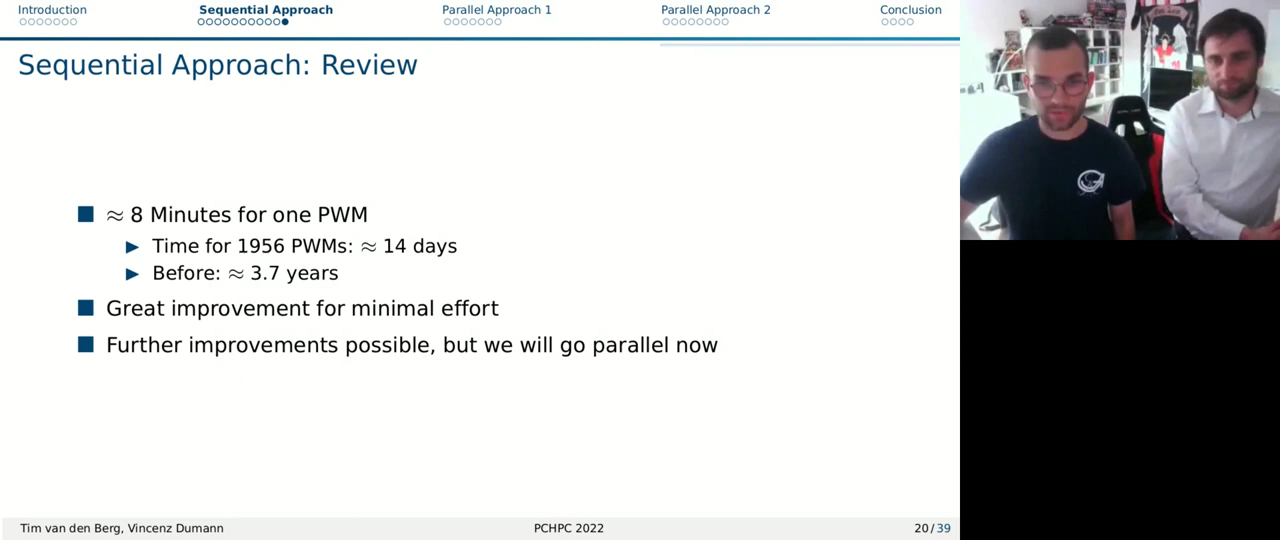 Introduction
Sequential Approach
Parallel Approach 1
Parallel Approach 2
Conclusion
Sequential Approach: Review
≈ 8 Minutes for one PWM
Time for 1956 PWMs: ≈ 14 days
Before: ≈ 3.7 years
Great improvement for minimal effort
Further improvements possible, but we will go parallel now
Tim van den Berg, Vincenz Dumann
PCHPC 2022
20/39